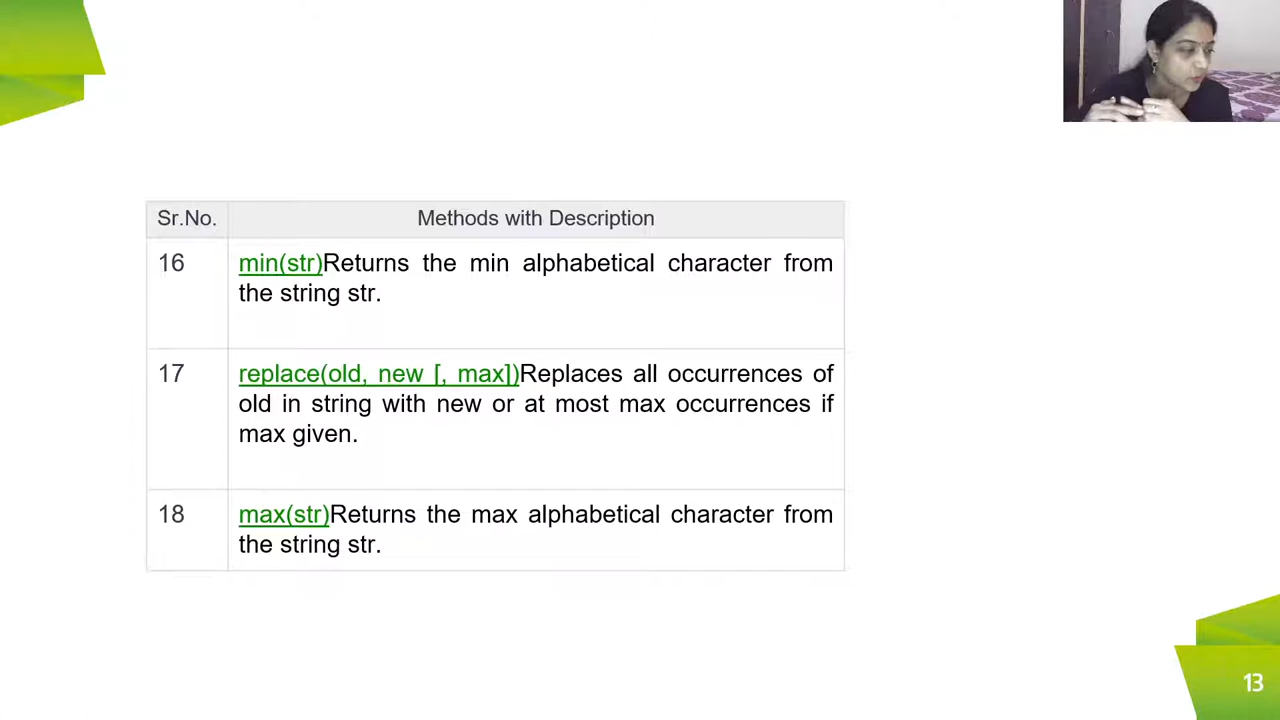 Sr.No. Methods with Description
16 min(str)Returns the min alphabetical character from
the string str.
17 replace(old, new [, max])Replaces all occurrences of
old in string with new or at most max occurrences if
max given.
18 max(str)Returns the max alphabetical character from
the string str.
13